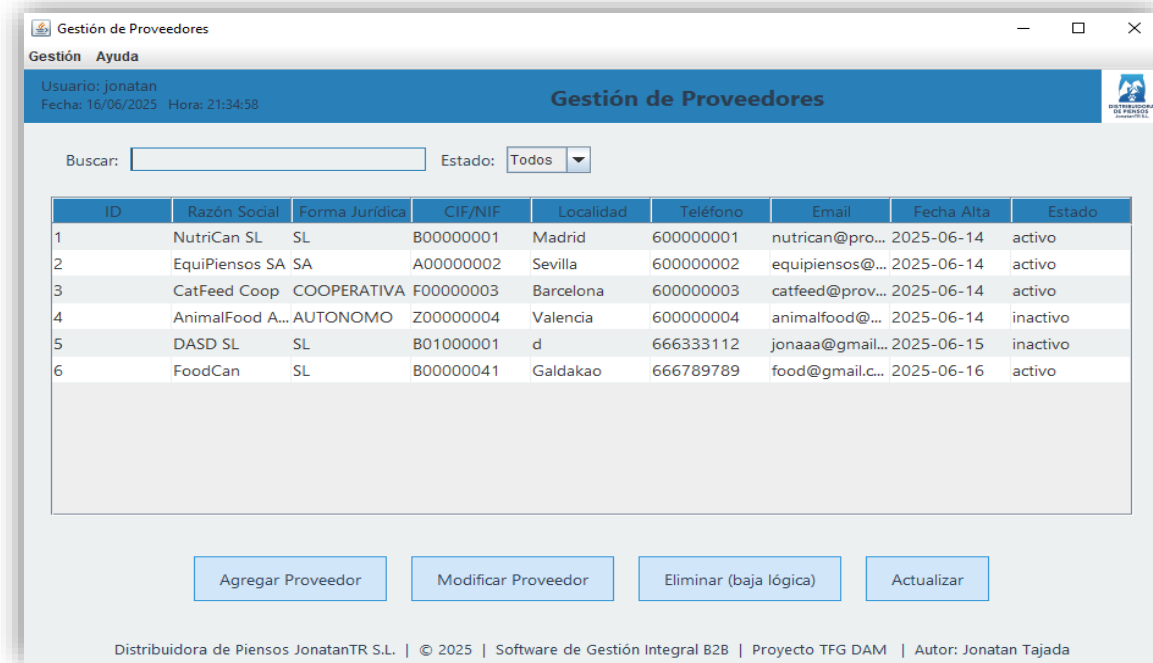 Gestión de Proveedores
Gestión Ayuda
Usuario: jonatan
Fecha: 16/06/2025 Hora: 21:34:58
Gestión de Proveedores
DISTRIBUIDORA
DE PIENSOS
JonatanTR S.L.
Buscar: Estado: Todos
ID Razón Social Forma Jurídica CIF/NIF Localidad Teléfono Email Fecha Alta Estado
1 NutriCan SL SL B00000001 Madrid 600000001 nutrican@pro... 2025-06-14 activo
2 EquiPiensos SA SA A00000002 Sevilla 600000002 equipiensos@... 2025-06-14 activo
3 CatFeed Coop COOPERATIVA F00000003 Barcelona 600000003 catfeed@prov... 2025-06-14 activo
4 AnimalFood A... AUTONOMO Z00000004 Valencia 600000004 animalfood@... 2025-06-14 inactivo
5 DASD SL SL B01000001 d 666333112 jonaaa@gmail... 2025-06-15 inactivo
6 FoodCan SL B00000041 Galdakao 666789789 food@gmail.c... 2025-06-16 activo
Agregar Proveedor Modificar Proveedor Eliminar (baja lógica) Actualizar
Distribuidora de Piensos JonatanTR S.L. | © 2025 | Software de Gestión Integral B2B | Proyecto TFG DAM | Autor: Jonatan Tajada